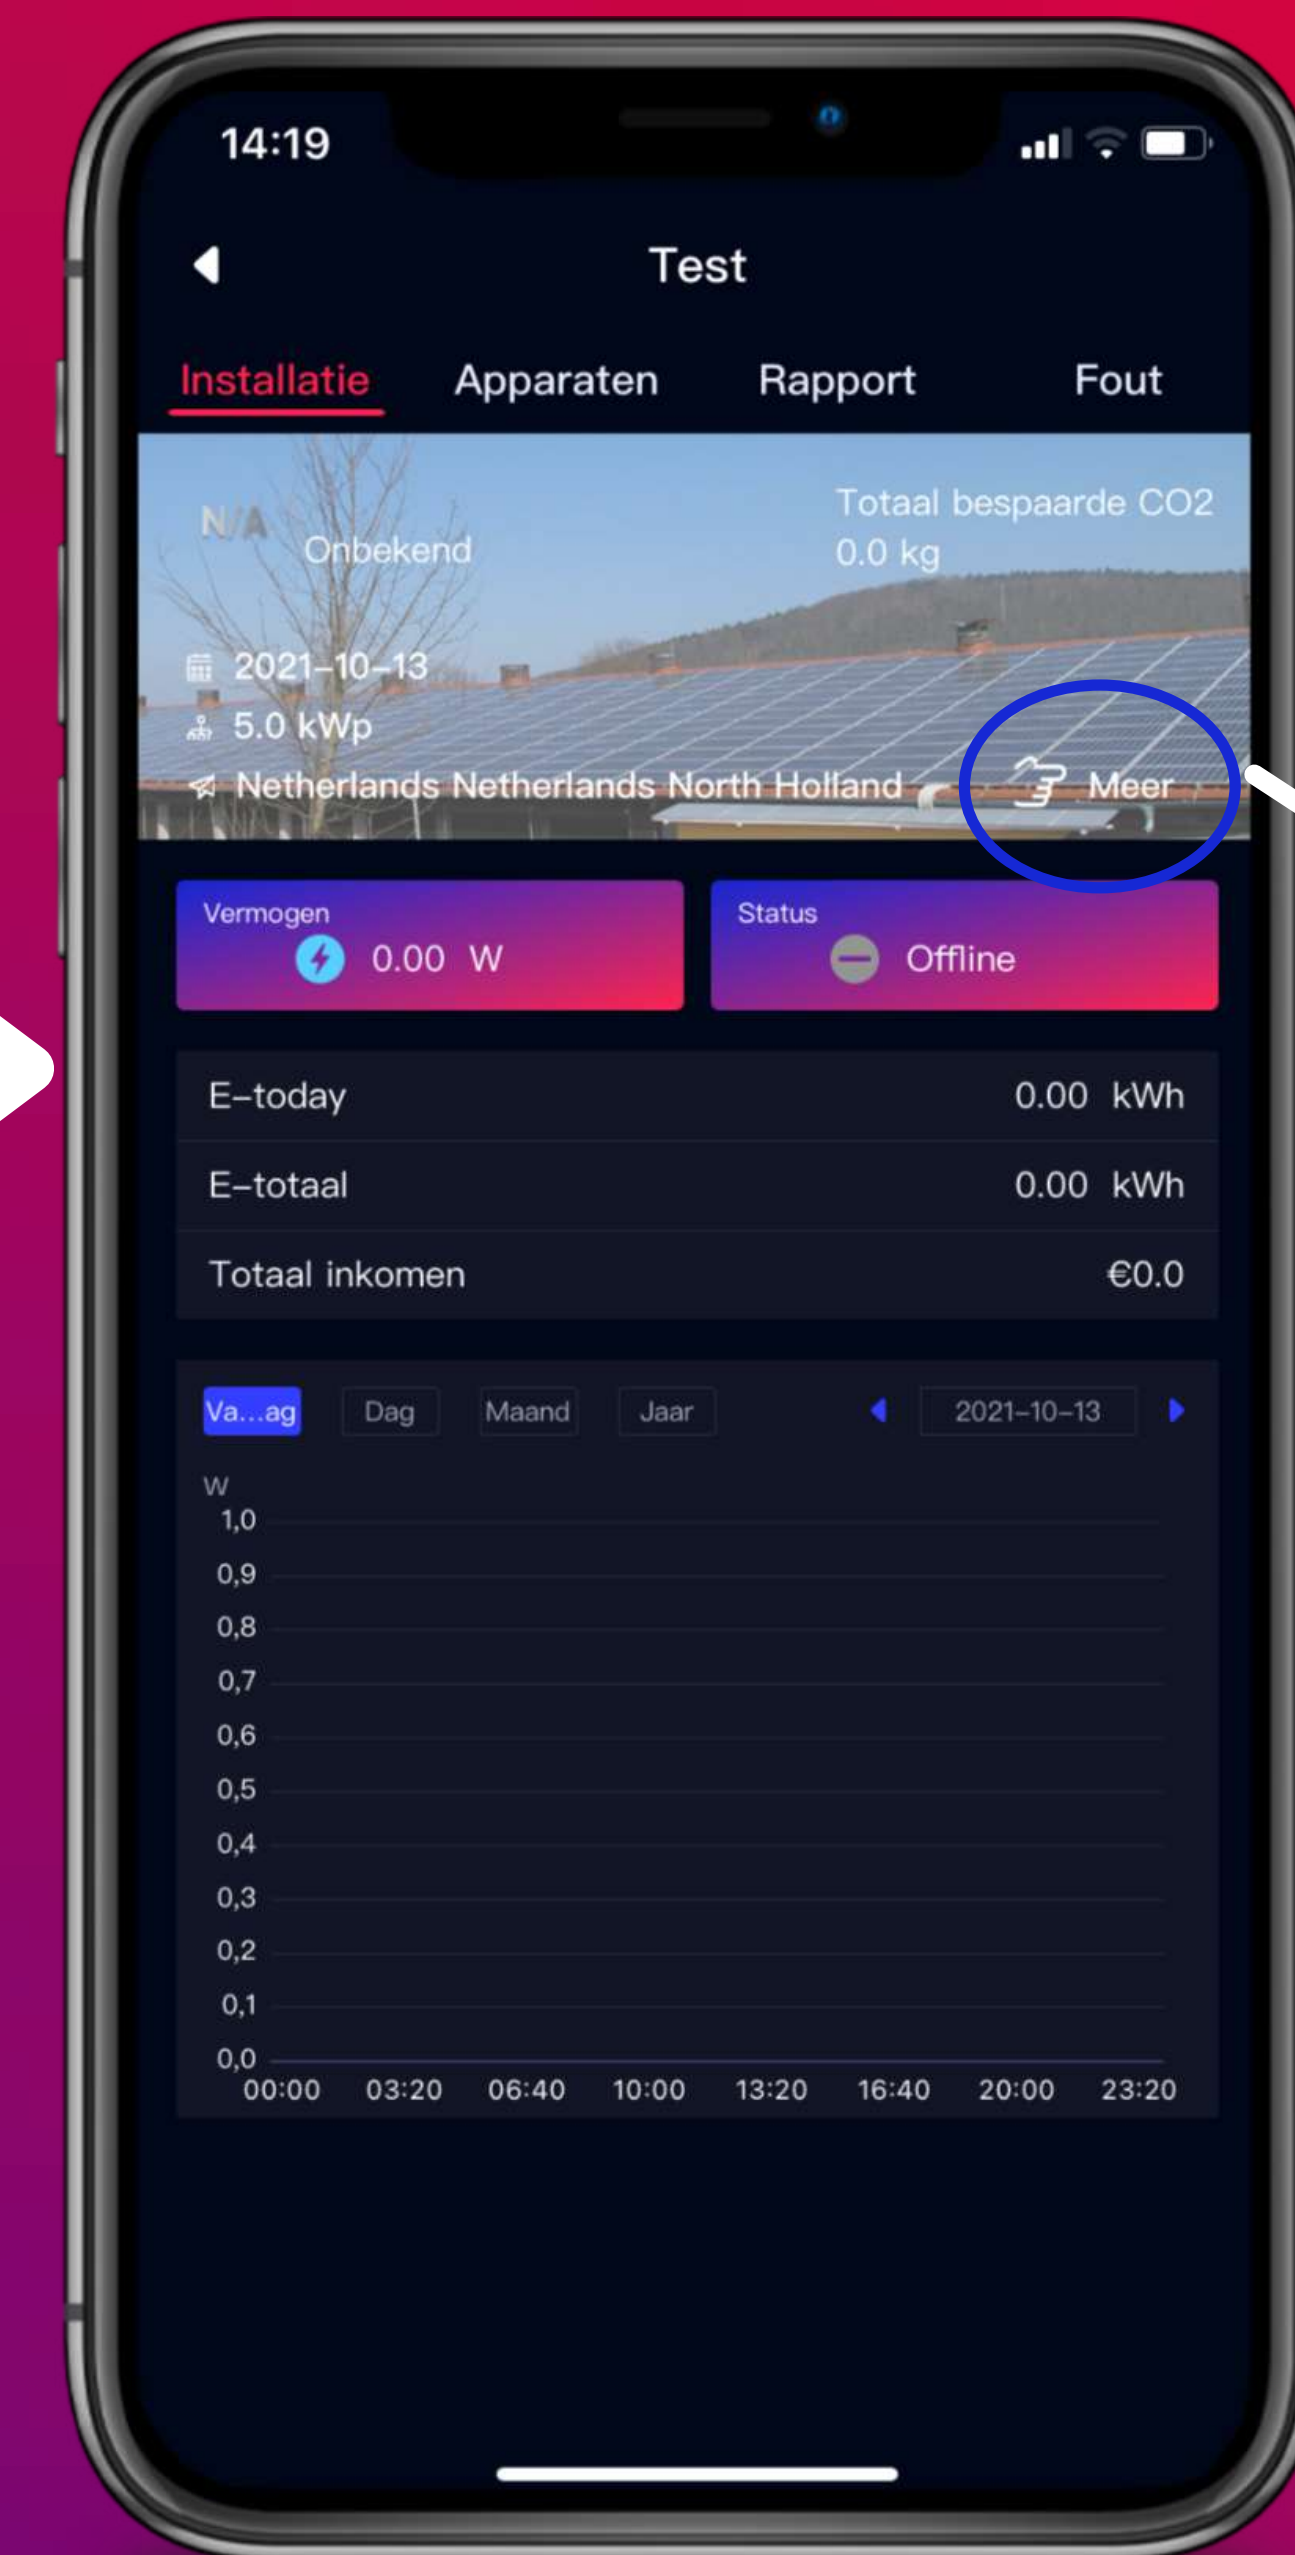 14:19
Test
Installatie Apparaten Rapport Fout
N/A Onbekend
Totaal bespaarde CO2
0.0 kg
2021-10-13
5.0 kWp
Netherlands Netherlands North Holland Meer
Vermogen
0.00 W
Status
Offline
E-today 0.00 kWh
E-totaal 0.00 kWh
Totaal inkomen €0.0
Va...ag Dag Maand Jaar 2021-10-13
W
1,0
0,9
0,8
0,7
0,6
0,5
0,4
0,3
0,2
0,1
0,0
00:00 03:20 06:40 10:00 13:20 16:40 20:00 23:20